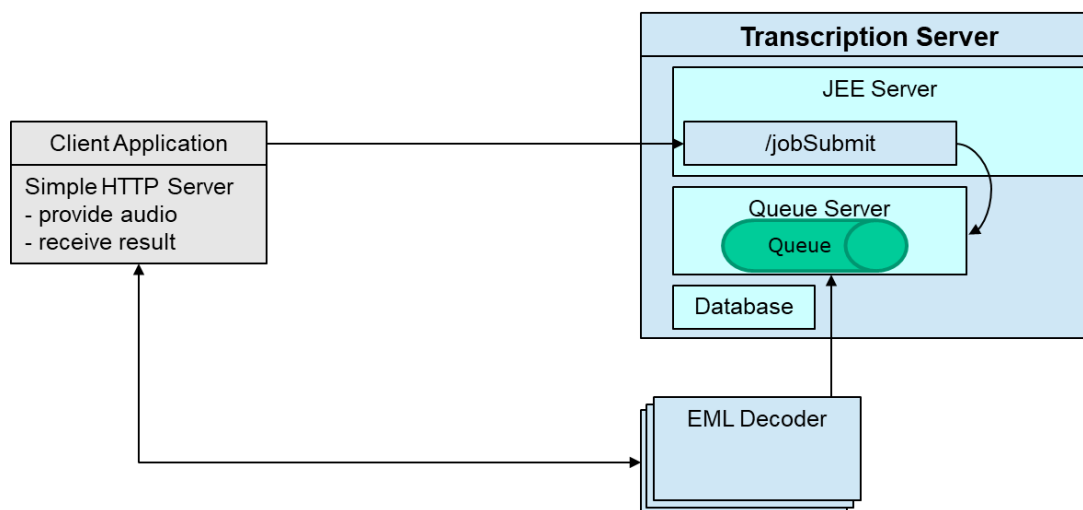 Transcription Server
JEE Server
/jobSubmit
Client Application
Simple HTTP Server
- provide audio
- receive result
Queue Server
Queue
Database
EML Decoder